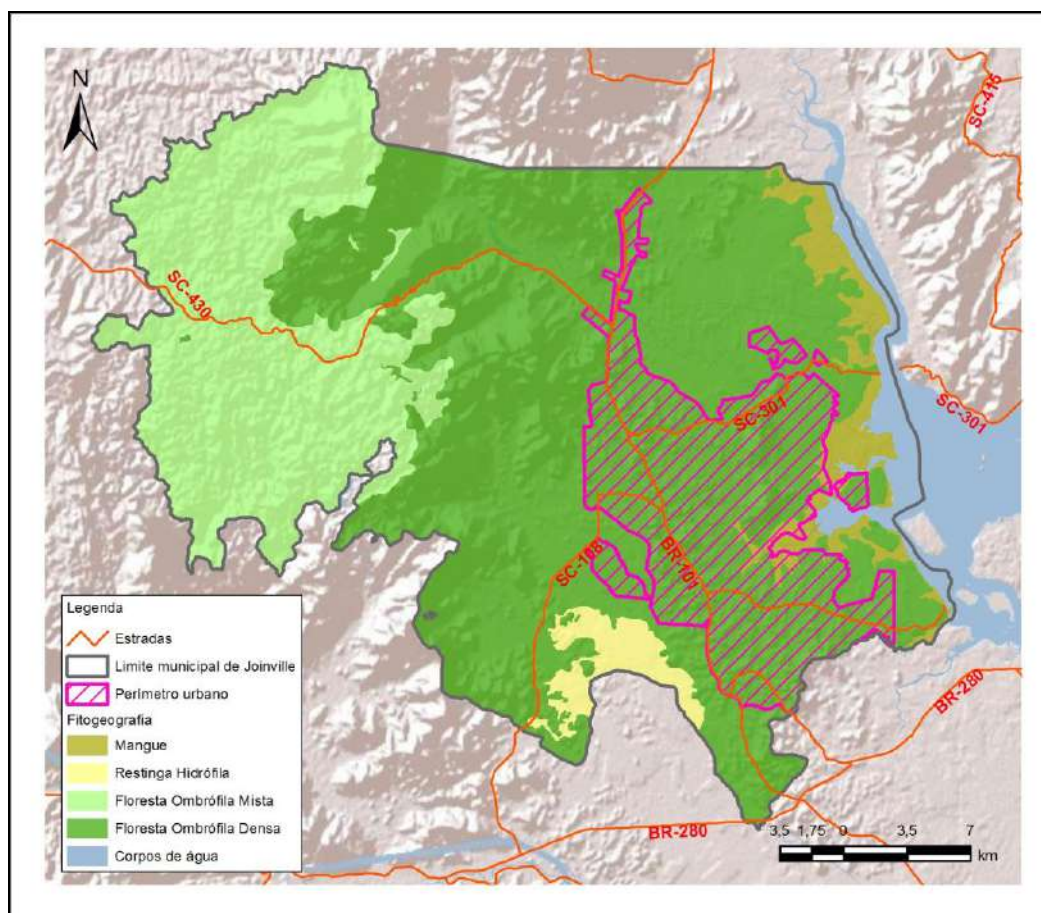 N
SC-415
SC-430
SC-301
SC-301
SC-108
BR-101
BR-280
BR-280
Legenda
Estradas
Limite municipal de Joinville
Perímetro urbano
Fitogeografia
Mangue
Restinga Hidrófila
Floresta Ombrófila Mista
Floresta Ombrófila Densa
Corpos de água
3,5 1,75 0 3,5 7
km